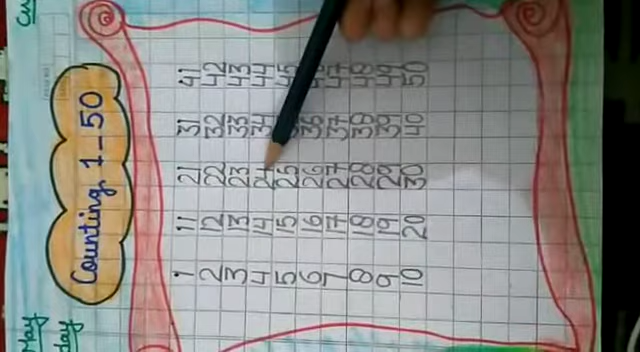 May
day
Counting 1-50
1 11 21 31 41
2 12 22 32 42
3 13 23 33 43
4 14 24 34 44
5 15 25 45
6 16 26 36
7 17 27 37 47
8 18 28 38 48
9 19 29 39 49
10 20 30 40 50